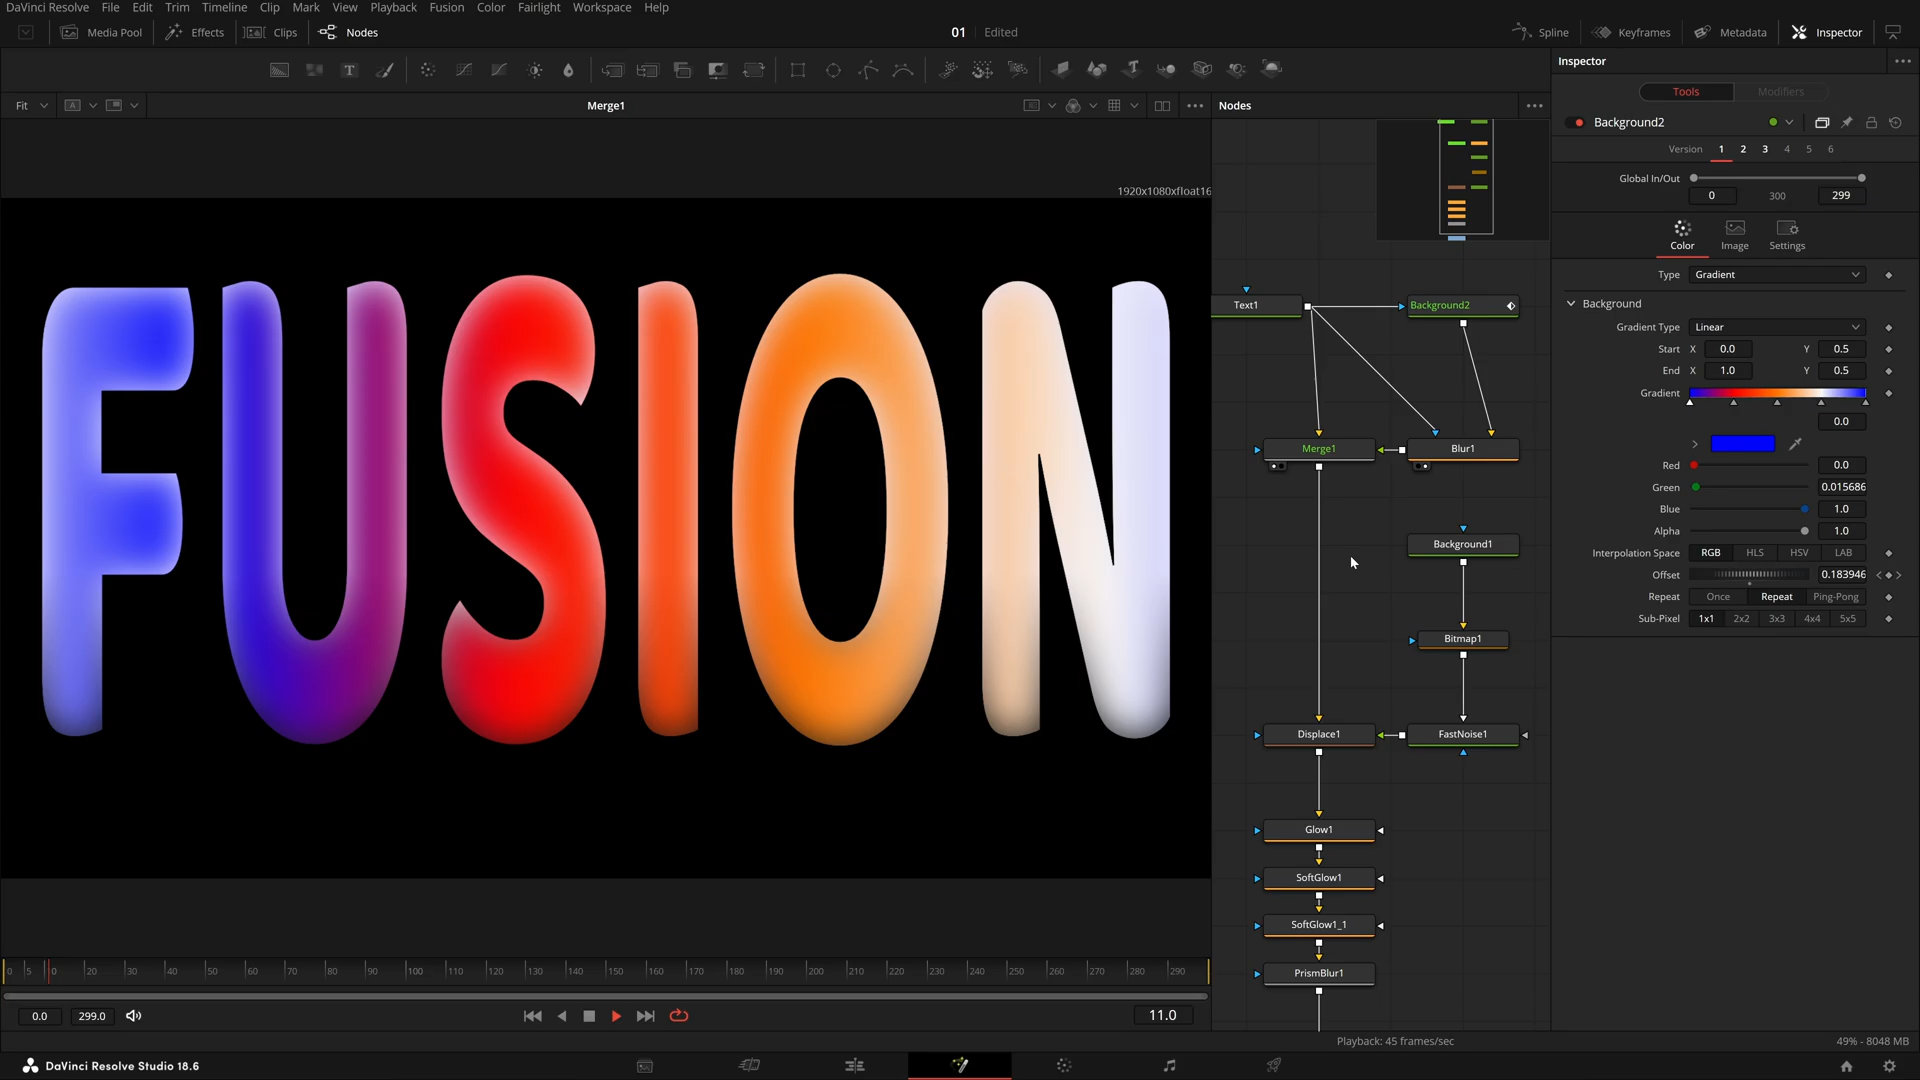 DaVinci Resolve File Edit Trim Timeline Clip Mark View Playback Fusion Color Fairlight Workspace Help
Media Pool Effects Clips Nodes 01 Edited Spline Keyframes Metadata Inspector
Inspector
Tools Modifiers
Fit A Merge1 Nodes
Background2
Version 1 2 3 4 5 6
Global In/Out
0 300 299
1920x1080xfloat16
Color Image Settings
Type Gradient
Background
Gradient Type Linear
Start X 0.0 Y 0.5
End X 1.0 Y 0.5
Gradient
0.0
Red 0.0
Green 0.015686
Blue 1.0
Alpha 1.0
Interpolation Space RGB HLS HSV LAB
Offset 0.183946
Repeat Once Repeat Ping-Pong
Sub-Pixel 1x1 2x2 3x3 4x4 5x5
FUSION
Text1 Background2
Merge1 Blur1
Background1
Bitmap1
Displace1 FastNoise1
Glow1
SoftGlow1
SoftGlow1_1
PrismBlur1
0 5 0 20 30 40 50 60 70 80 90 100 110 120 130 140 150 160 170 180 190 200 210 220 230 240 250 260 270 280 290
0.0 299.0 11.0
Playback: 45 frames/sec 49% - 8048 MB
DaVinci Resolve Studio 18.6